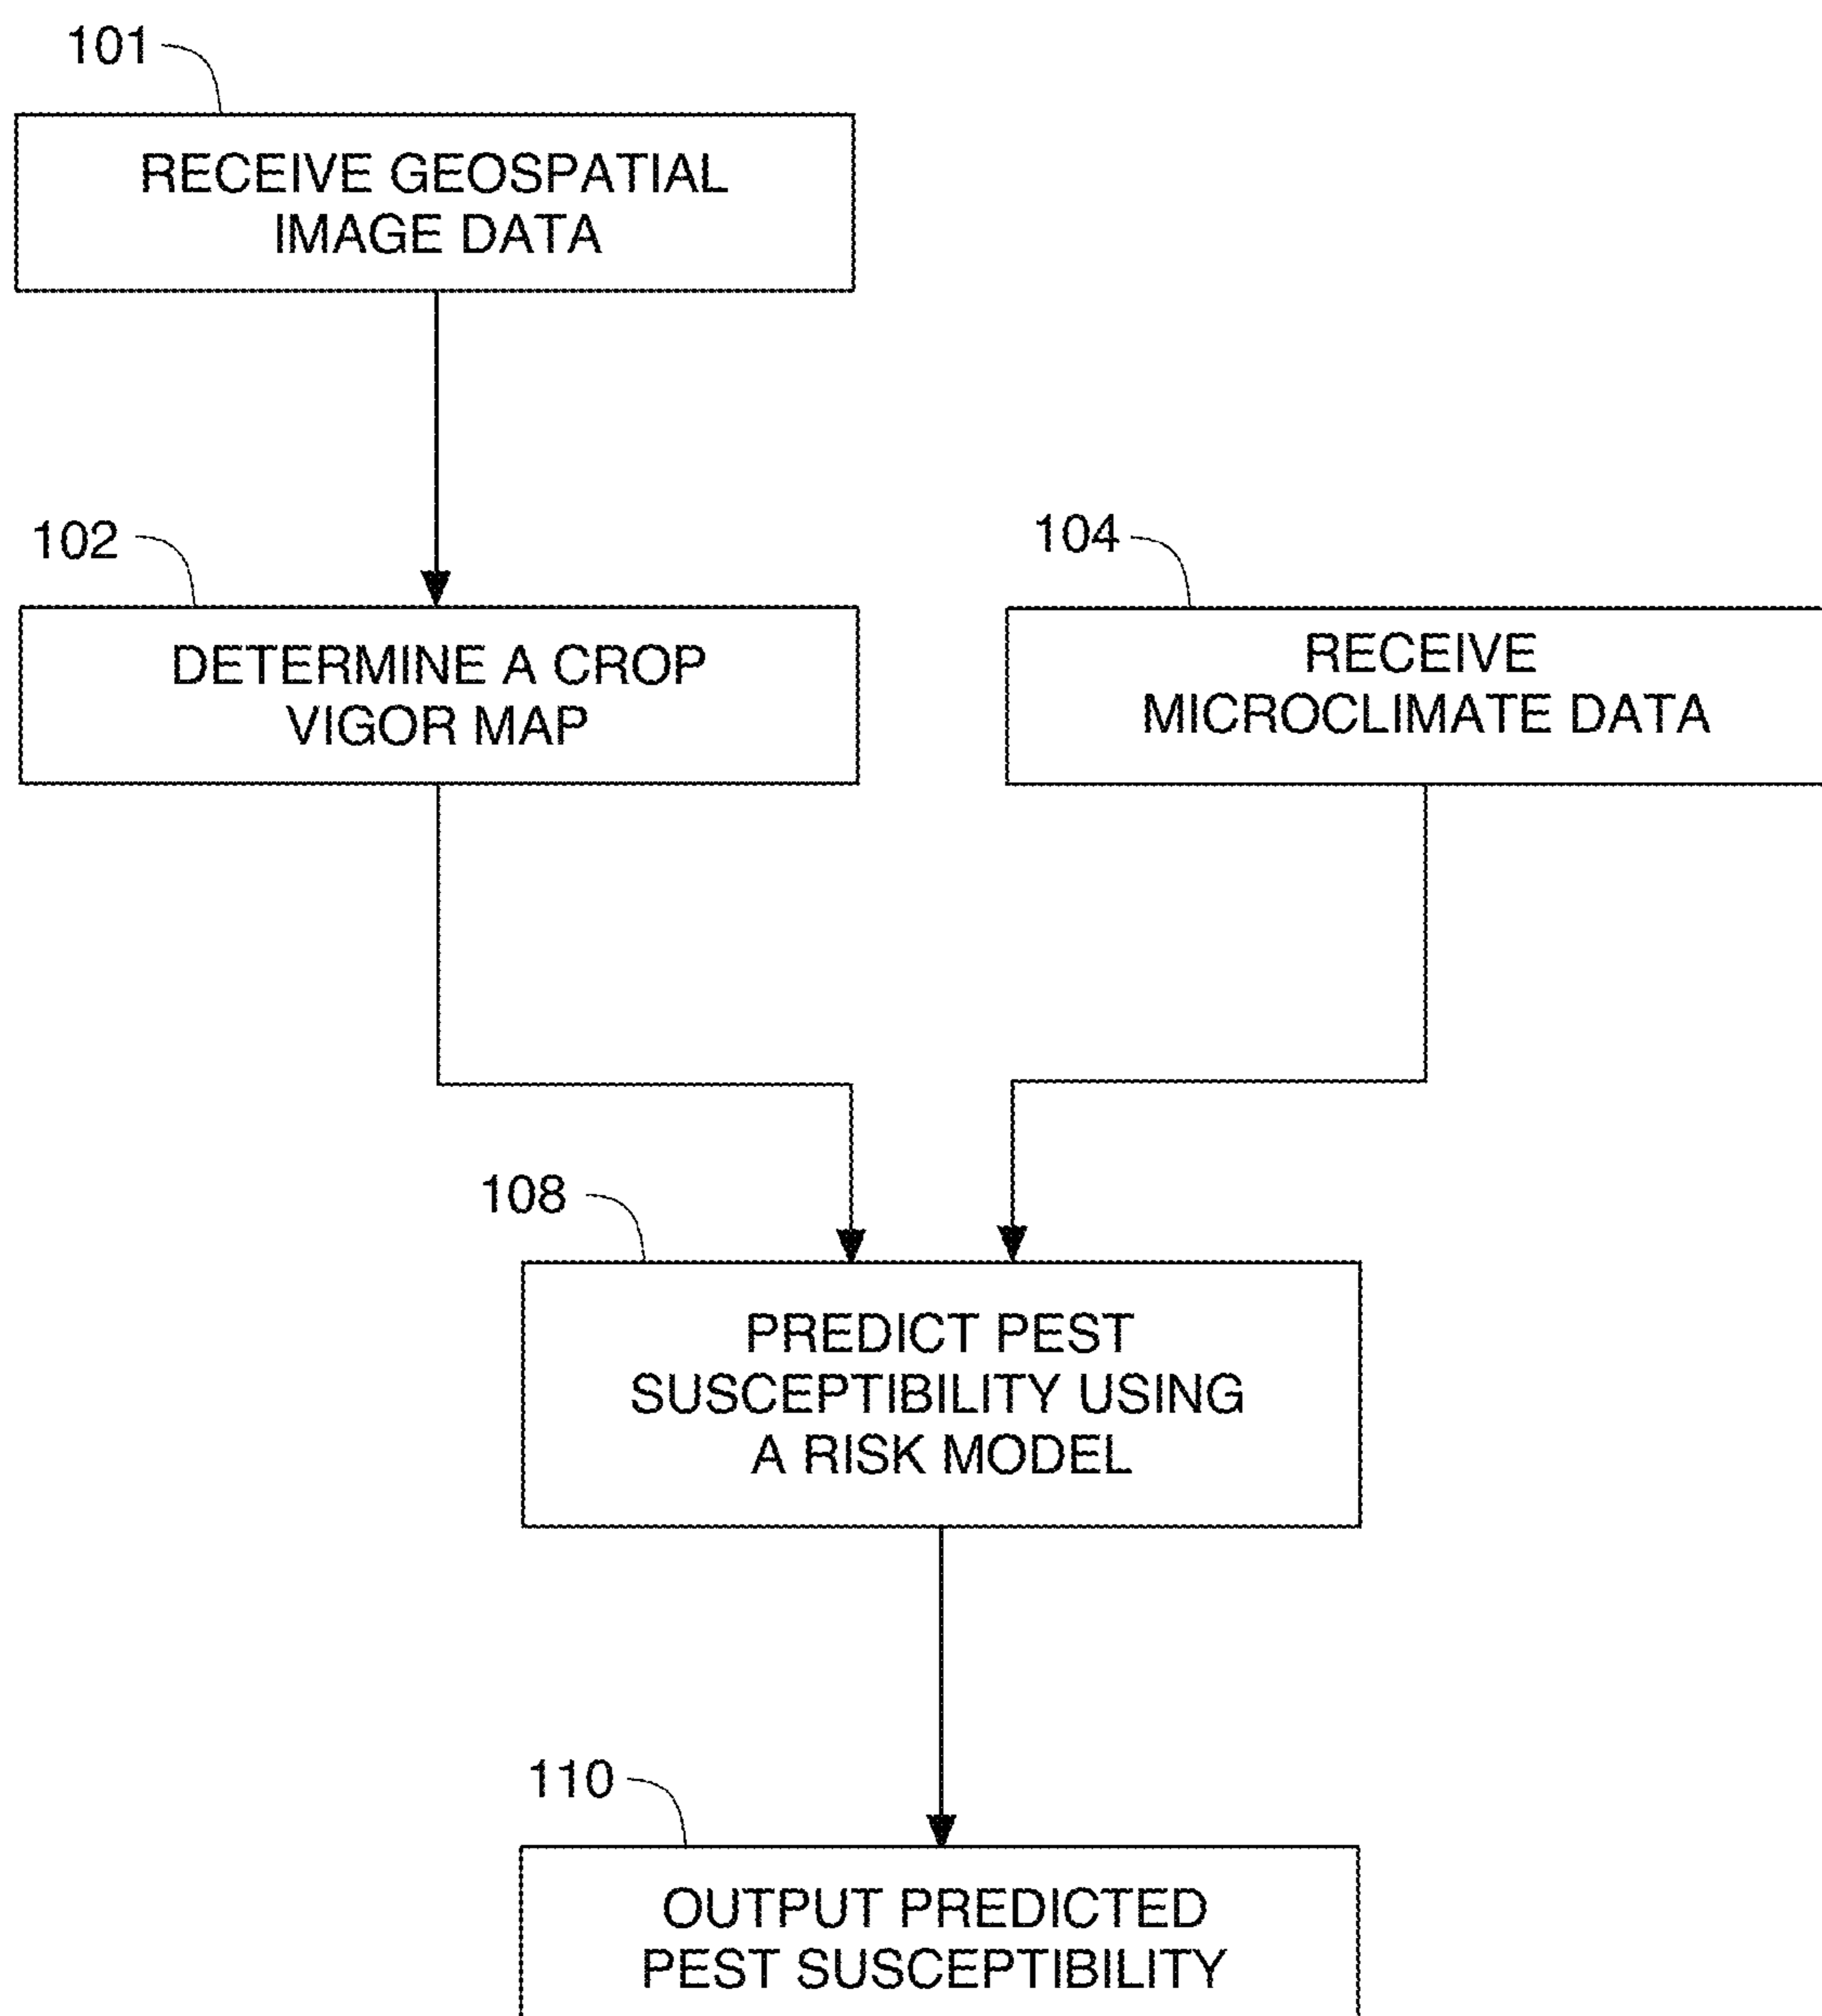 101
RECEIVE GEOSPATIAL
IMAGE DATA
102
DETERMINE A CROP
VIGOR MAP
104
RECEIVE
MICROCLIMATE DATA
108
PREDICT PEST
SUSCEPTIBILITY USING
A RISK MODEL
110
OUTPUT PREDICTED
PEST SUSCEPTIBILITY